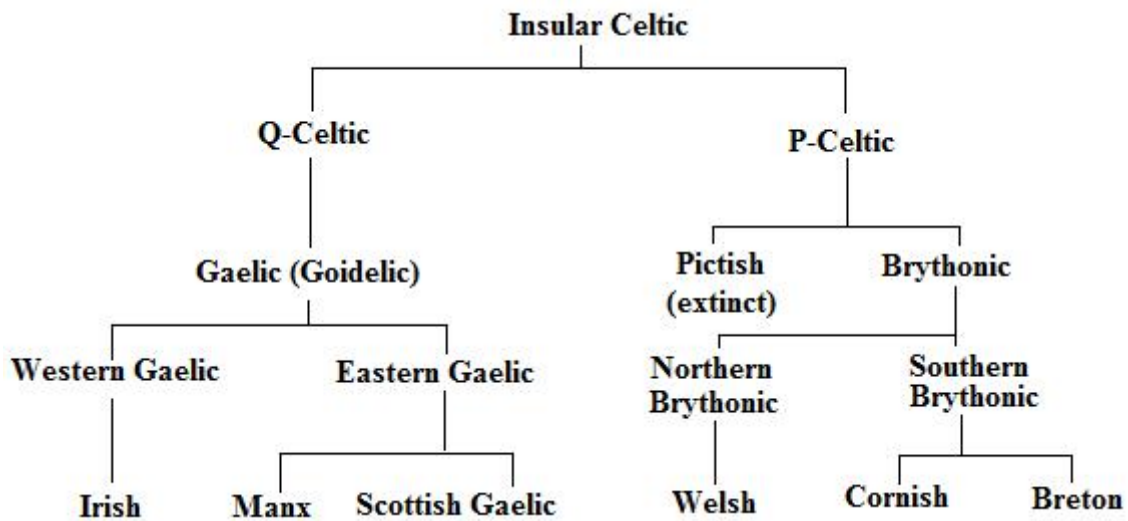 Insular Celtic
Q-Celtic
P-Celtic
Gaelic (Goidelic)
Pictish
(extinct)
Brythonic
Western Gaelic
Eastern Gaelic
Northern
Brythonic
Southern
Brythonic
Irish
Manx
Scottish Gaelic
Welsh
Cornish
Breton